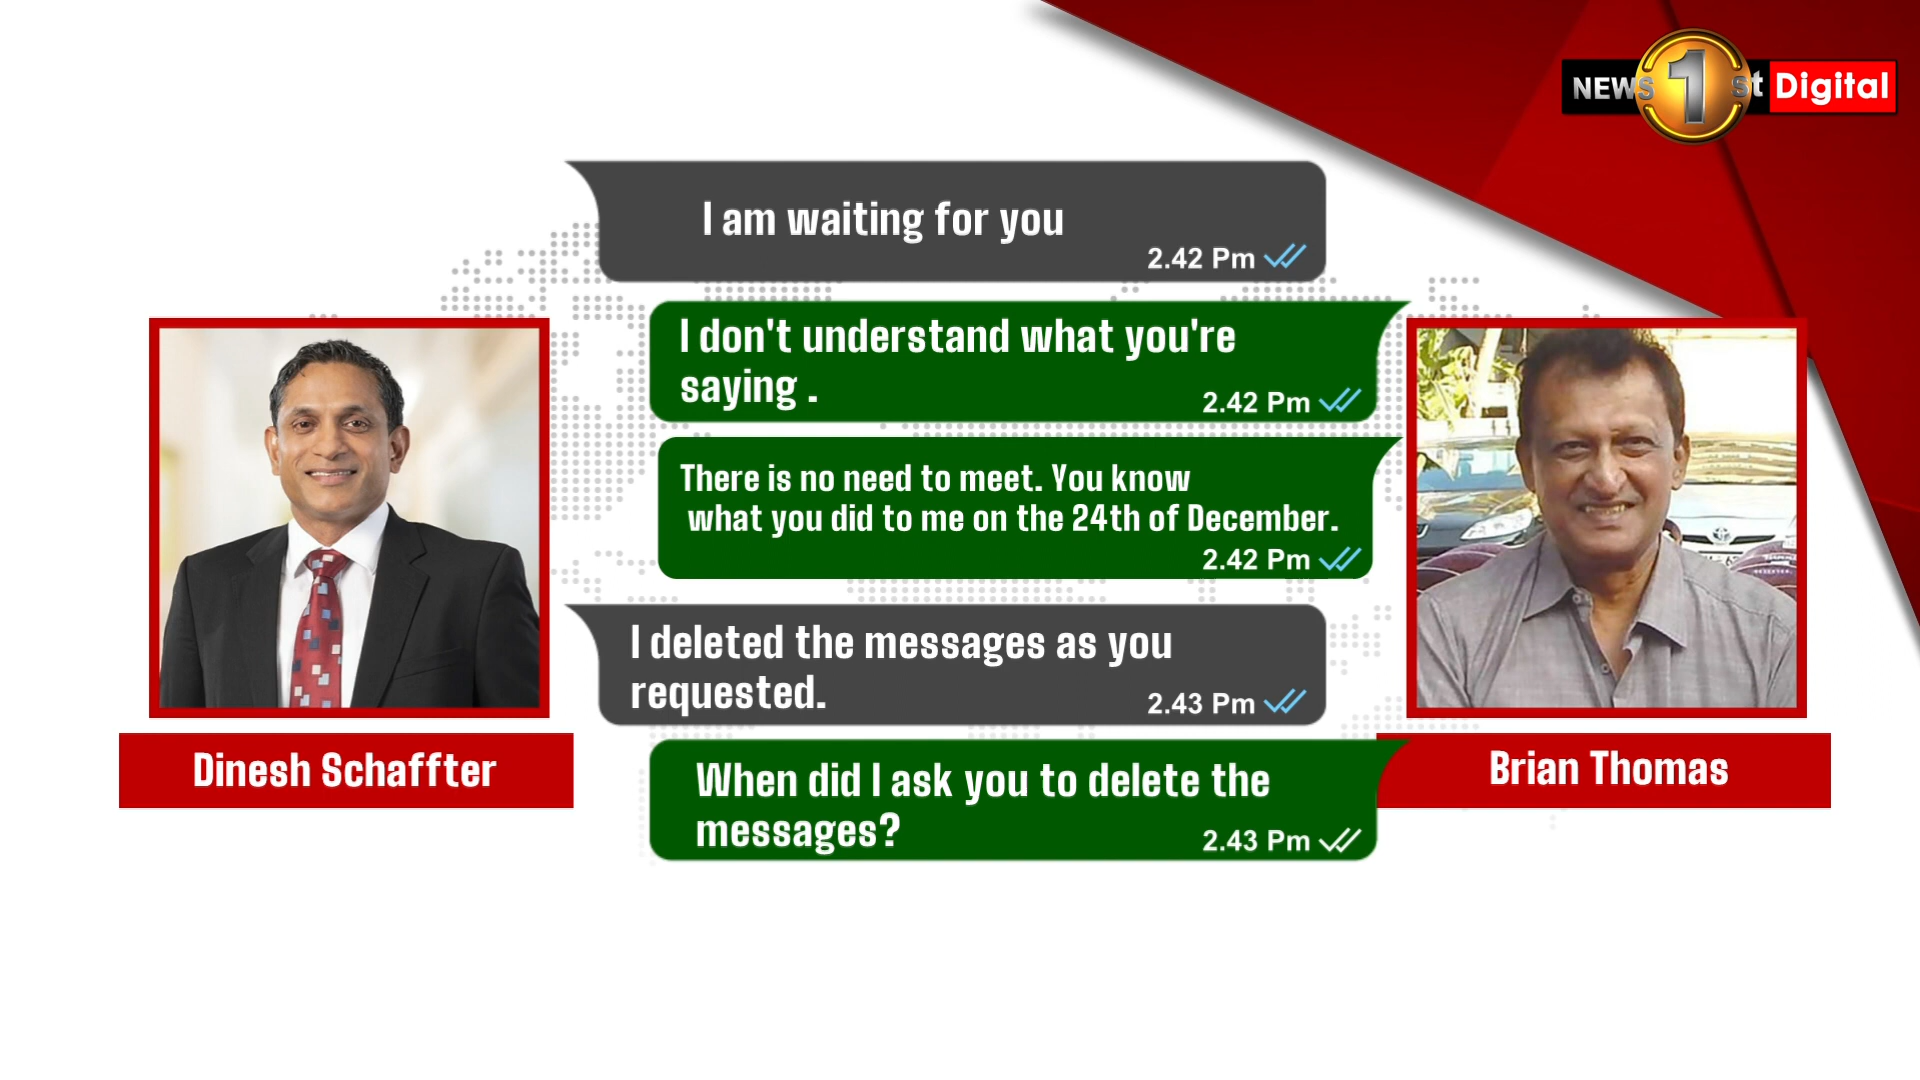 NEWS 1st Digital
I am waiting for you
2.42 Pm
I don't understand what you're
saying .
2.42 Pm
There is no need to meet. You know
what you did to me on the 24th of December.
2.42 Pm
I deleted the messages as you
requested.
2.43 Pm
When did I ask you to delete the
messages?
2.43 Pm
Dinesh Schaffter
Brian Thomas